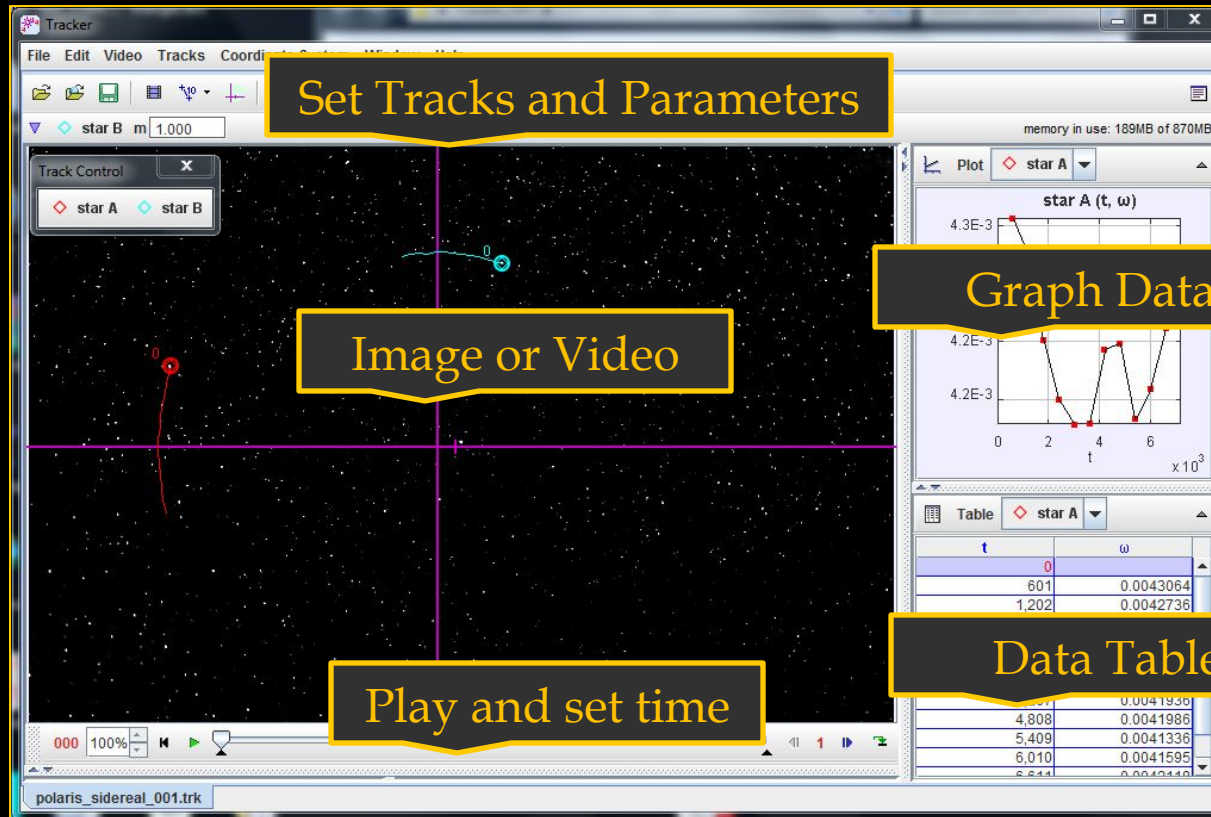 Tracker
File Edit Video Tracks
Set Tracks and Parameters
star B m 1.000
memory in use: 189MB of 870MB
Track Control X
star A star B
0
0
Image or Video
Plot star A
star A (t, ω)
4.3E-3
Graph Data
4.2E-3
4.2E-3
0 2 4 6
t
x10³
Table star A
t ω
0
601 0.0043064
1,202 0.0042736
Data Table
0.0041936
4,808 0.0041986
5,409 0.0041336
6,010 0.0041595
Play and set time
000 100% 1
polaris_sidereal_001.trk